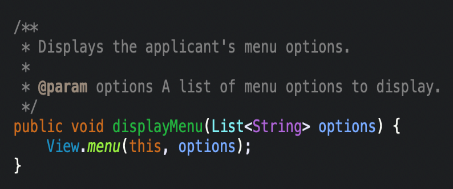 /**
 * Displays the applicant's menu options.
 *
 * @param options A list of menu options to display.
 */
public void displayMenu(List<String> options) {
    View.menu(this, options);
}